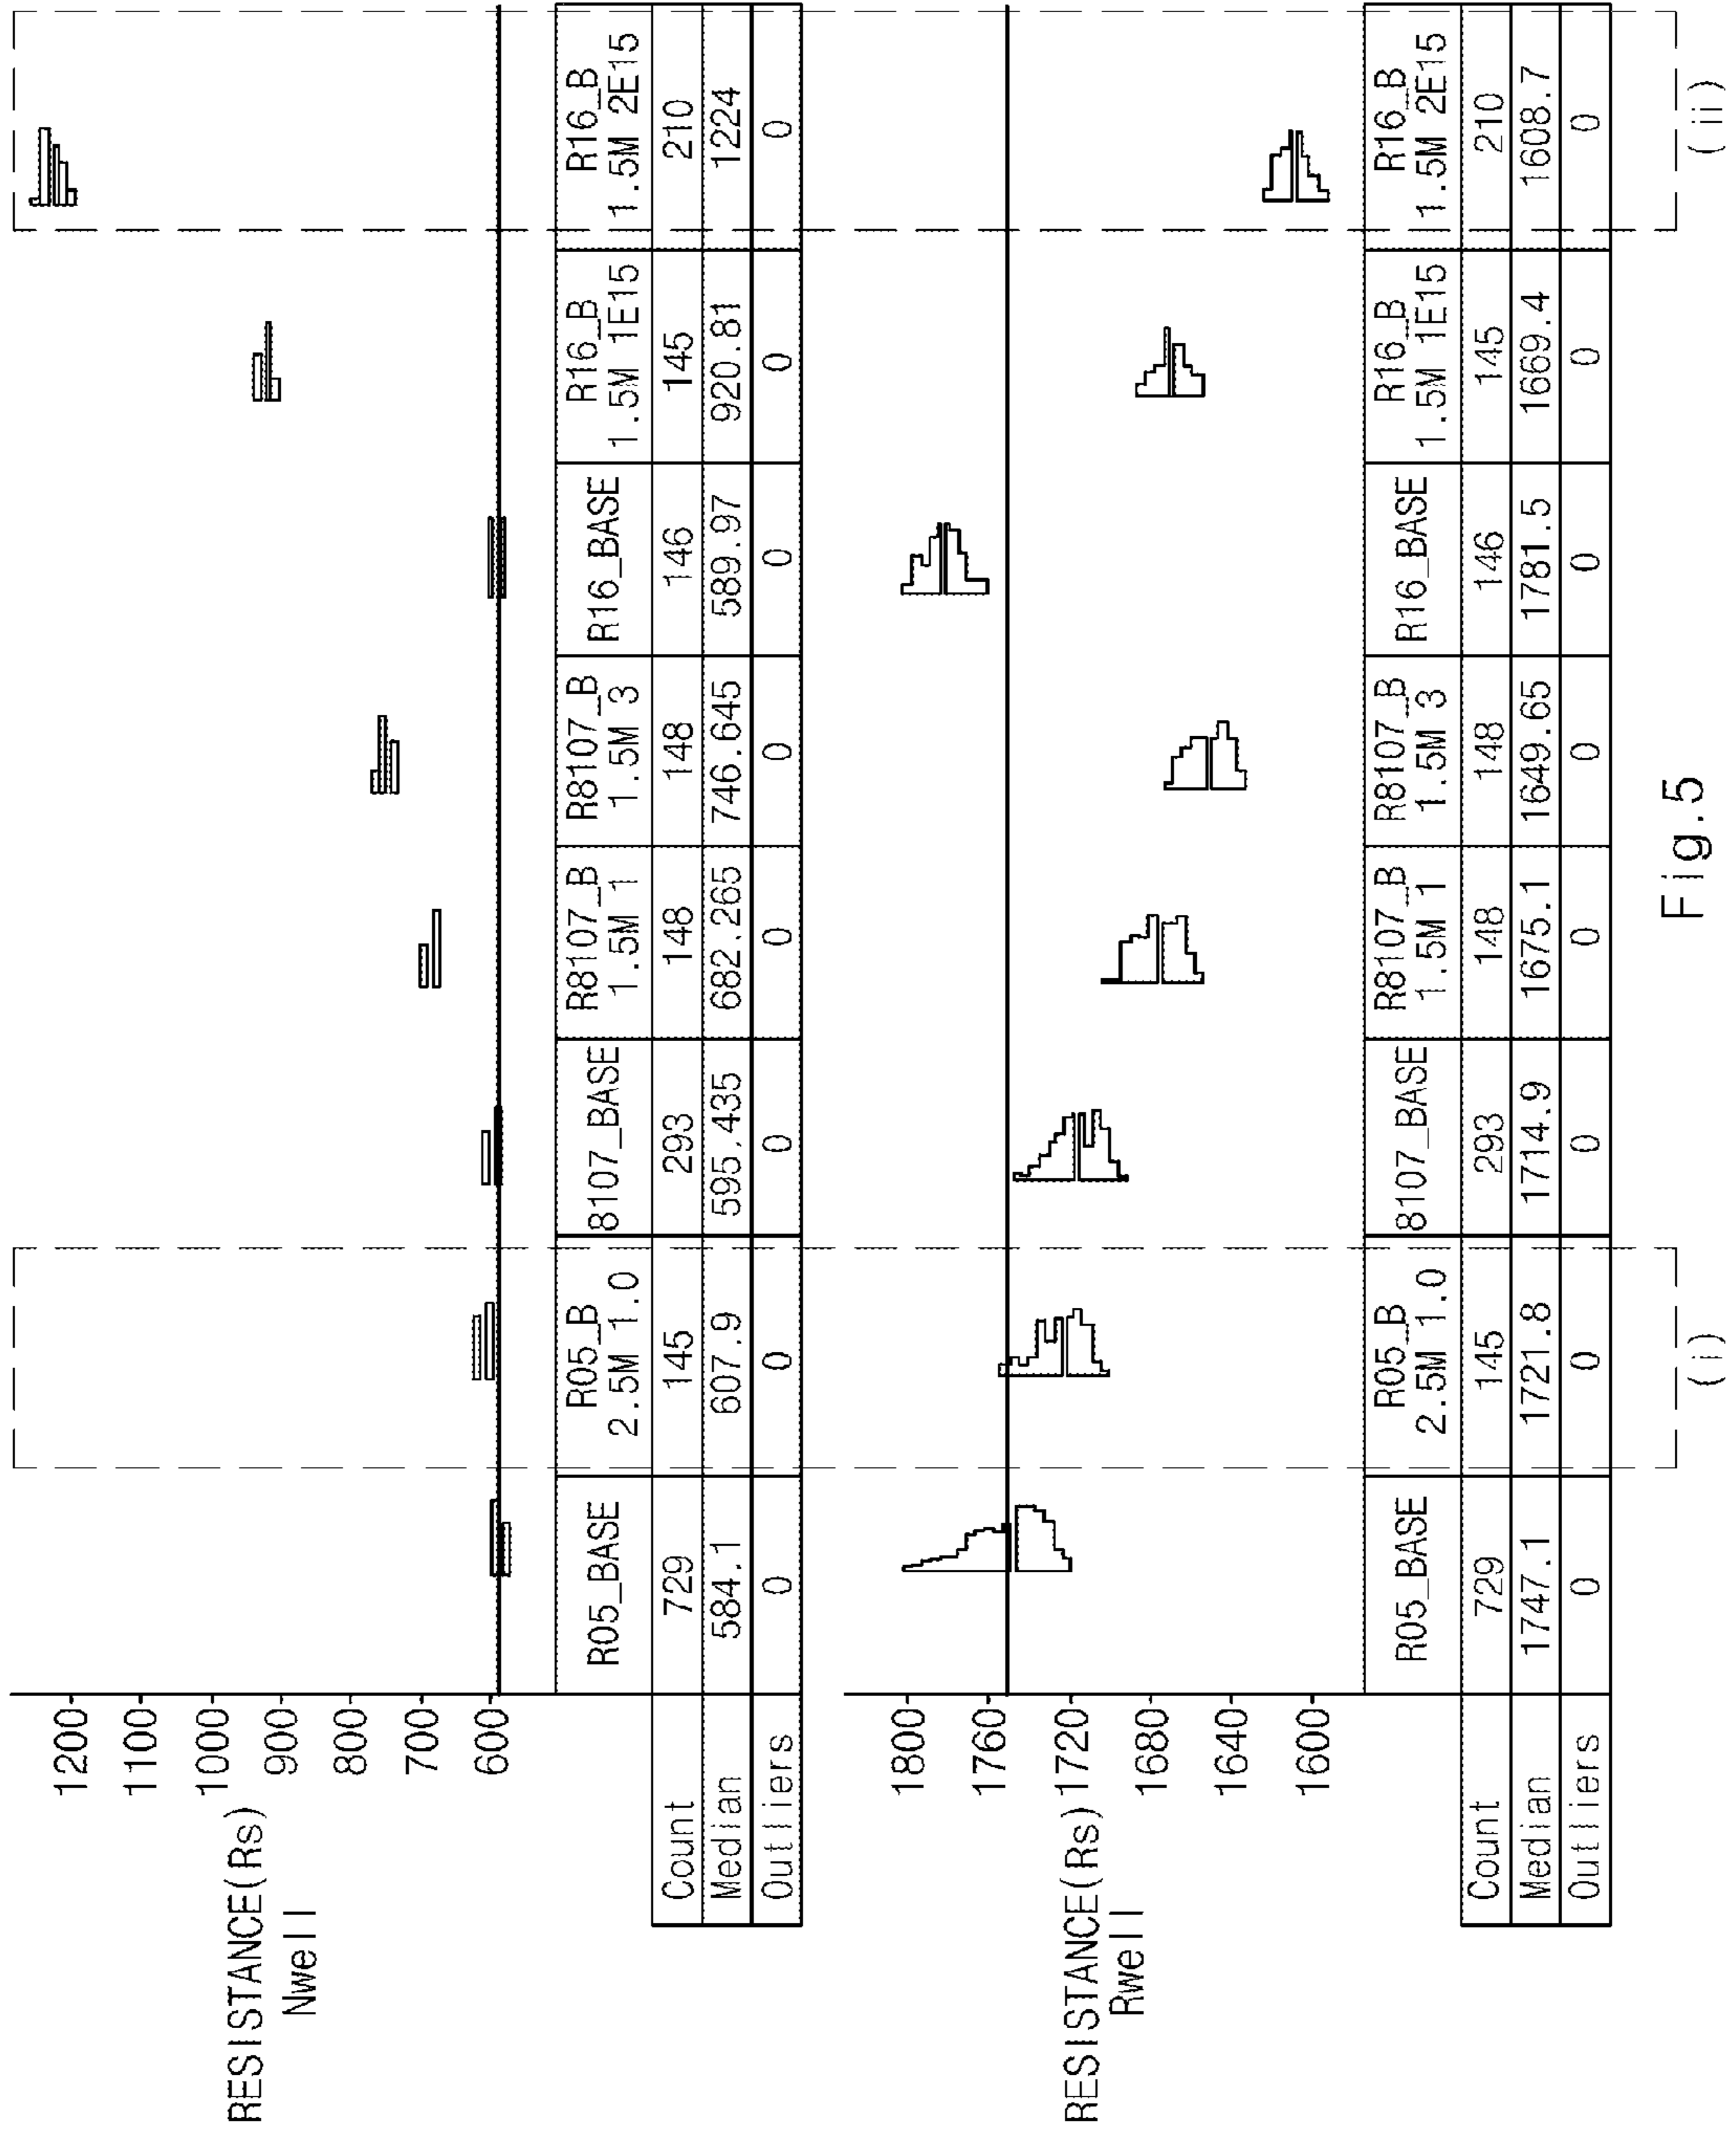 RESISTANCE(Rs)
Nwell
1200
1100
1000
900
800
700
600
R05_BASE R05_B 8107_BASE R8107_B R8107_B R16_BASE R16_B R16_B
2.5M 1.0 1.5M 1 1.5M 3 1.5M 1E15 1.5M 2E15
Count 729 145 293 148 148 146 145 210
Median 584.1 607.9 595.435 682.265 746.645 589.97 920.81 1224
Outliers 0 0 0 0 0 0 0 0
RESISTANCE(Rs)
Rwell
1800
1760
1720
1680
1640
1600
R05_BASE R05_B 8107_BASE R8107_B R8107_B R16_BASE R16_B R16_B
2.5M 1.0 1.5M 1 1.5M 3 1.5M 1E15 1.5M 2E15
Count 729 145 293 148 148 146 145 210
Median 1747.1 1721.8 1714.9 1675.1 1649.65 1781.5 1669.4 1608.7
Outliers 0 0 0 0 0 0 0 0
(i) (ii)
Fig.5